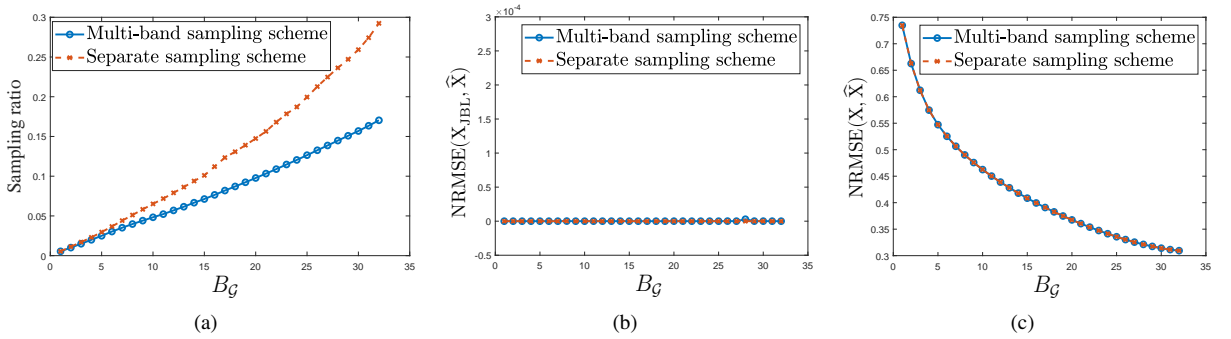 0.3
0.25
0.2
0.15
0.1
0.05
0
Sampling ratio
Multi-band sampling scheme
Separate sampling scheme
0 5 10 15 20 25 30 35
B_𝒢
(a)
×10⁻⁴
3
2.5
2
1.5
1
0.5
0
-0.5
NRMSE(X_JBL, X̂)
Multi-band sampling scheme
Separate sampling scheme
0 5 10 15 20 25 30 35
B_𝒢
(b)
0.75
0.7
0.65
0.6
0.55
0.5
0.45
0.4
0.35
0.3
NRMSE(X, X̂)
Multi-band sampling scheme
Separate sampling scheme
0 5 10 15 20 25 30 35
B_𝒢
(c)